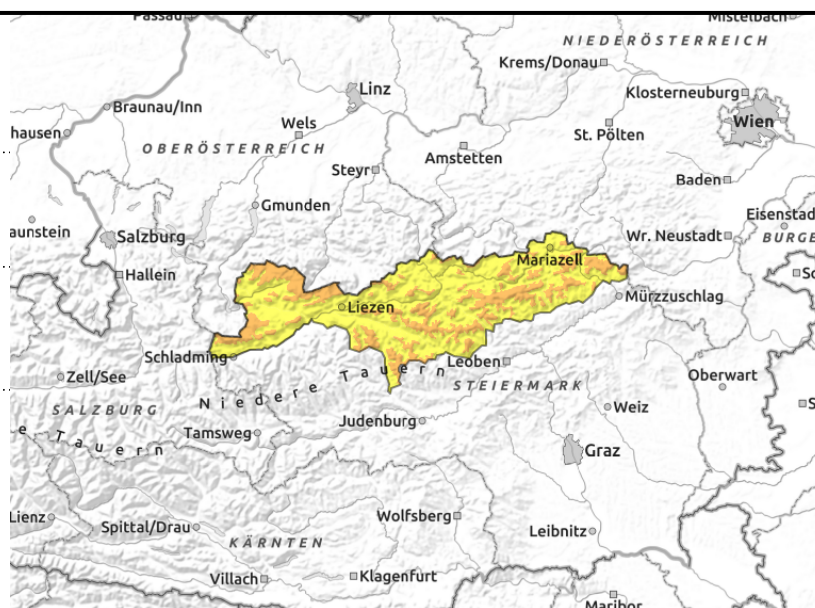 Passau
Mistelbach
NIEDERÖSTERREICH
Krems/Donau
Linz
Klosterneuburg
Braunau/Inn
Wien
Wels
hausen
St. Pölten
OBERÖSTERREICH
Amstetten
Steyr
Baden
Gmunden
Eisenstad
aunstein
Salzburg
Wr. Neustadt
BURGE
Mariazell
Hallein
Sc
Mürzzuschlag
Liezen
Schladming
Leoben
Zell/See
Oberwart
Niedere Tauern
STEIERMARK
SALZBURG
Weiz
S
Judenburg
e Tauern
Tamsweg
Graz
Lienz
Wolfsberg
Spittal/Drau
Leibnitz
KÄRNTEN
Villach
Klagenfurt
Maribor